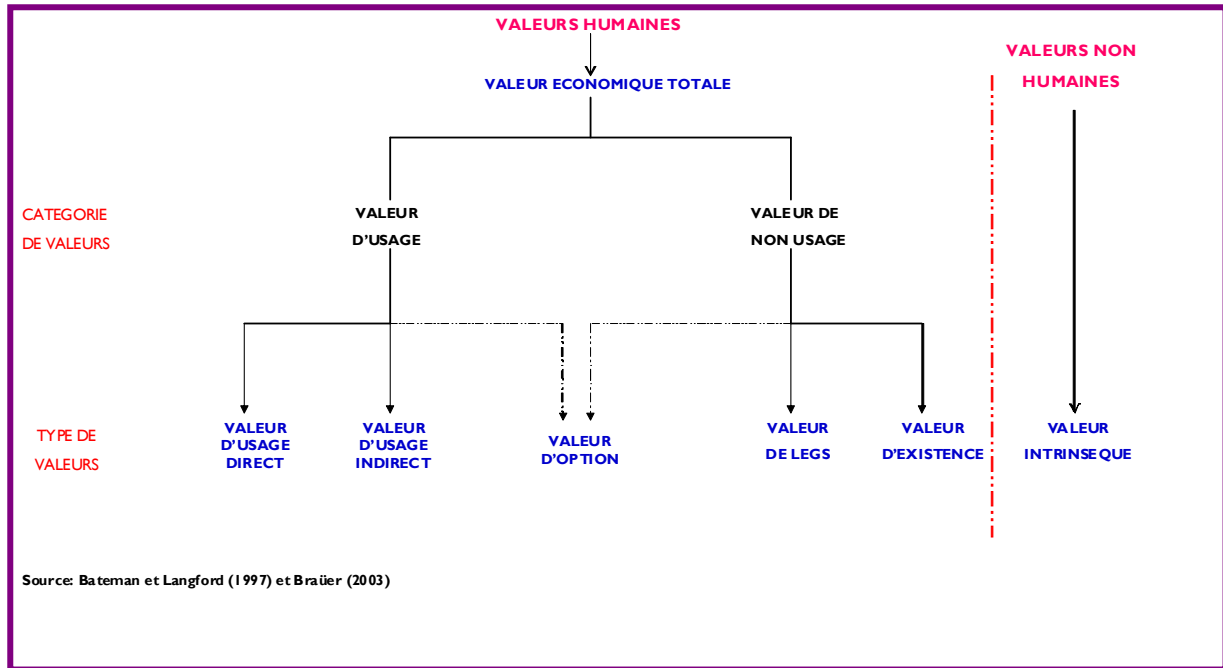 VALEURS HUMAINES
VALEURS NON
HUMAINES
VALEUR ECONOMIQUE TOTALE
CATEGORIE
DE VALEURS
VALEUR
D'USAGE
VALEUR DE
NON USAGE
TYPE DE
VALEURS
VALEUR
D'USAGE
DIRECT
VALEUR
D'USAGE
INDIRECT
VALEUR
D'OPTION
VALEUR
DE LEGS
VALEUR
D'EXISTENCE
VALEUR
INTRINSEQUE
Source: Bateman et Langford (1997) et Braüer (2003)